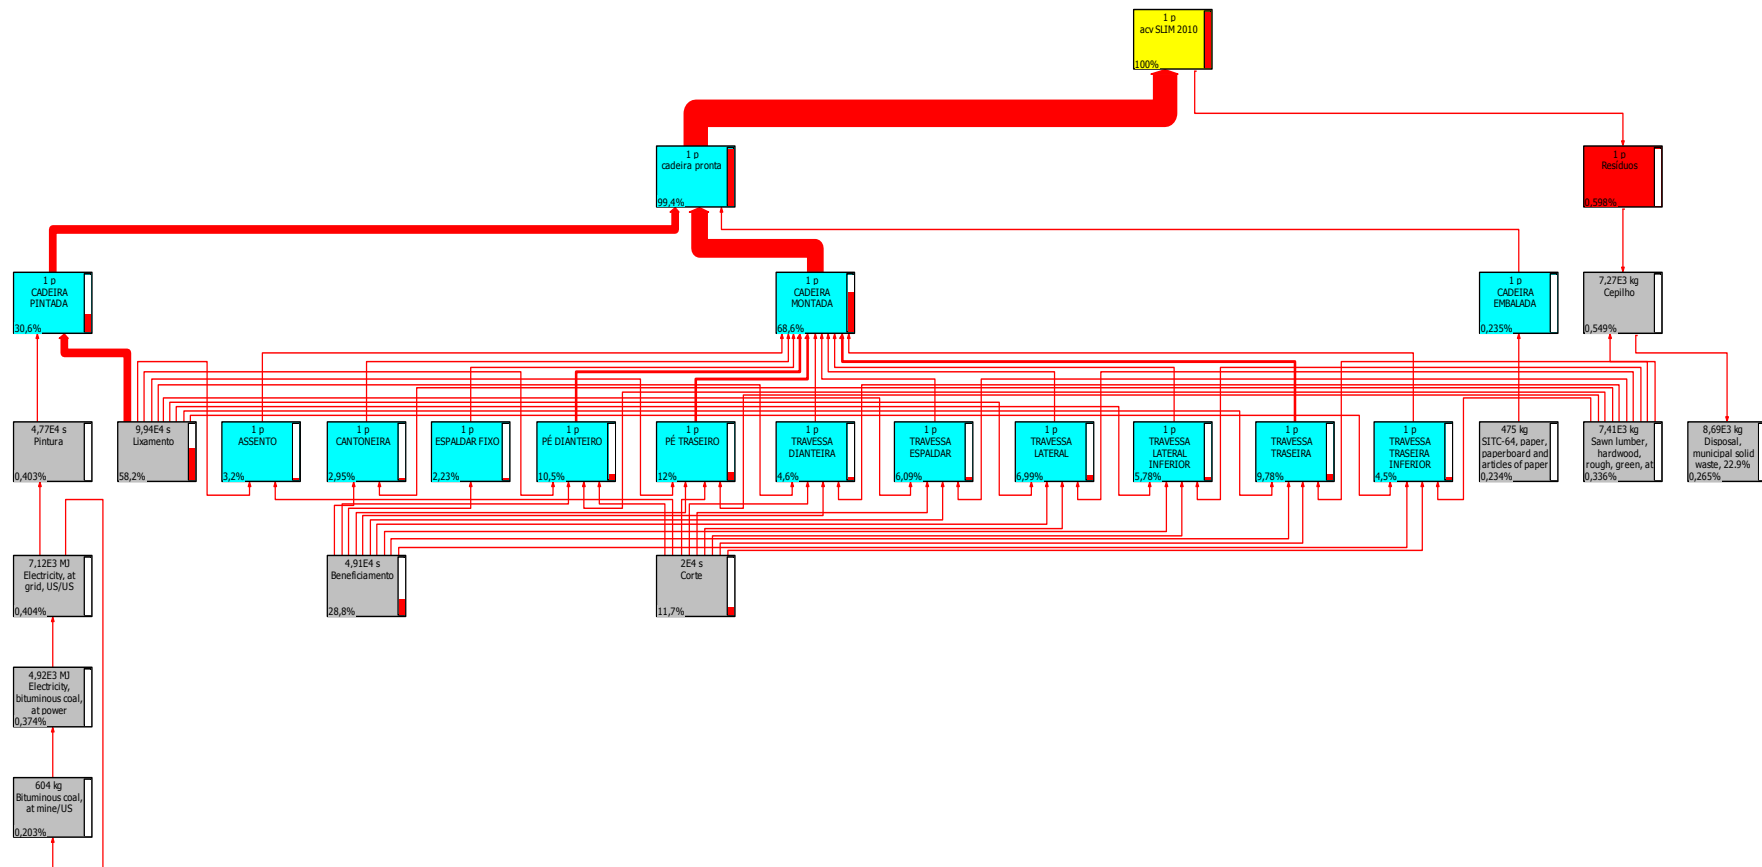 1 p
acv SLIM 2010
100%
1 p
cadeira pronta
99,4%
1 p
Resíduos
0,598%
1 p
CADEIRA
PINTADA
30,6%
1 p
CADEIRA
MONTADA
68,6%
1 p
CADEIRA
EMBALADA
0,235%
7,27E3 kg
Cepilho
0,549%
4,77E4 s
Pintura
0,403%
9,94E4 s
Lixamento
58,2%
1 p
ASSENTO
3,2%
1 p
CANTONEIRA
2,95%
1 p
ESPALDAR FIXO
2,23%
1 p
PÉ DIANTEIRO
10,5%
1 p
PÉ TRASEIRO
12%
1 p
TRAVESSA
DIANTEIRA
4,6%
1 p
TRAVESSA
ESPALDAR
6,09%
1 p
TRAVESSA
LATERAL
6,99%
1 p
TRAVESSA
LATERAL
INFERIOR
5,78%
1 p
TRAVESSA
TRASEIRA
9,78%
1 p
TRAVESSA
TRASEIRA
INFERIOR
4,5%
475 kg
SITC-64, paper,
paperboard and
articles of paper
0,234%
7,41E3 kg
Sawn lumber,
hardwood,
rough, green, at
0,336%
8,69E3 kg
Disposal,
municipal solid
waste, 22.9%
0,265%
7,12E3 MJ
Electricity, at
grid, US/US
0,404%
4,91E4 s
Beneficiamento
28,8%
2E4 s
Corte
11,7%
4,92E3 MJ
Electricity,
bituminous coal,
at power
0,374%
604 kg
Bituminous coal,
at mine/US
0,203%